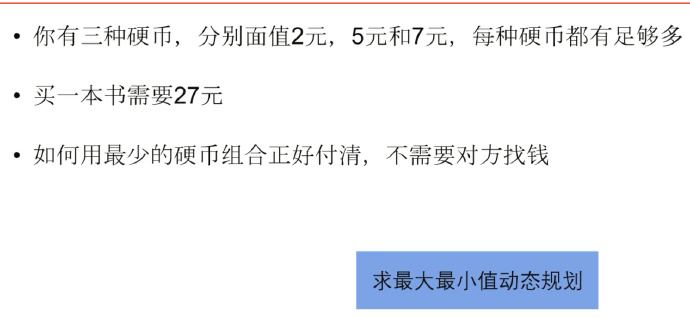 • 你有三种硬币，分别面值2元，5元和7元，每种硬币都有足够多
• 买一本书需要27元
• 如何用最少的硬币组合正好付清，不需要对方找钱
求最大最小值动态规划